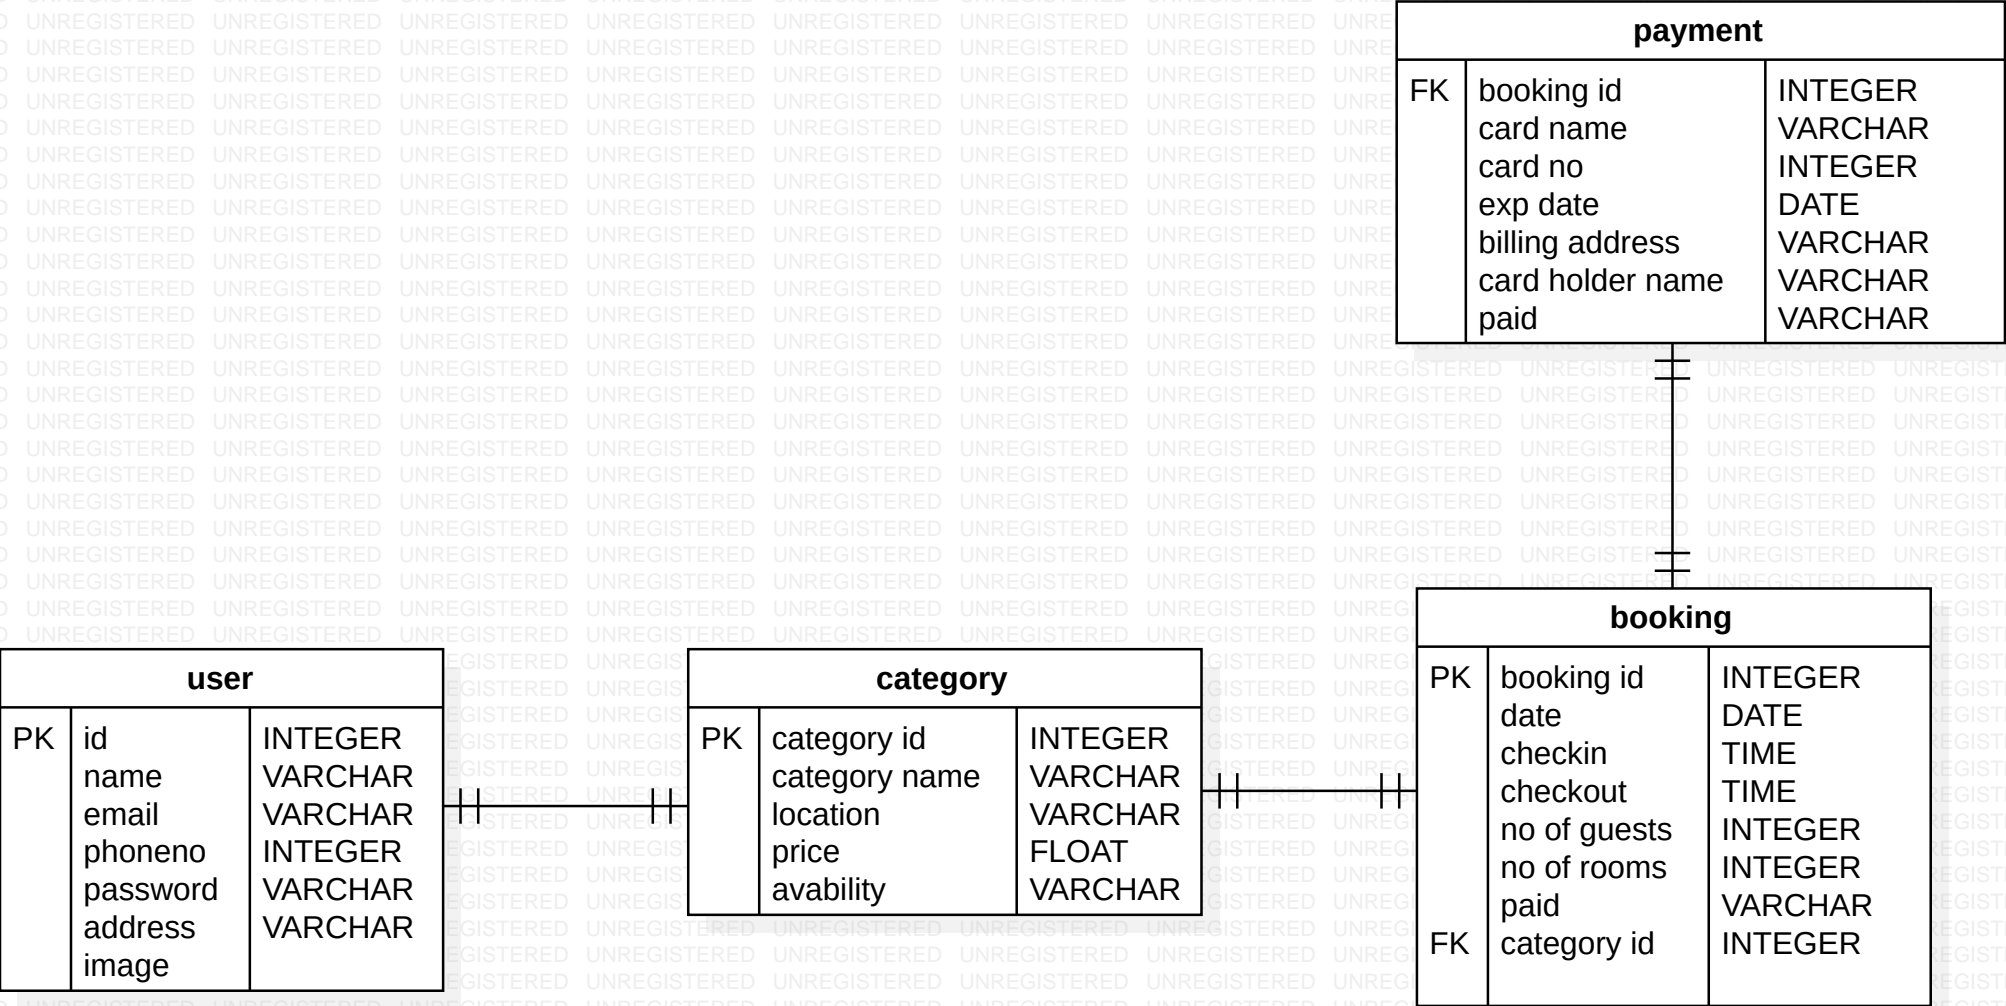 payment
FK booking id INTEGER
card name VARCHAR
card no INTEGER
exp date DATE
billing address VARCHAR
card holder name VARCHAR
paid VARCHAR
booking
PK booking id INTEGER
date DATE
checkin TIME
checkout TIME
no of guests INTEGER
no of rooms INTEGER
paid VARCHAR
FK category id INTEGER
user
PK id INTEGER
name VARCHAR
email VARCHAR
phoneno INTEGER
password VARCHAR
address VARCHAR
image
category
PK category id INTEGER
category name VARCHAR
location VARCHAR
price FLOAT
avability VARCHAR
UNREGISTERED